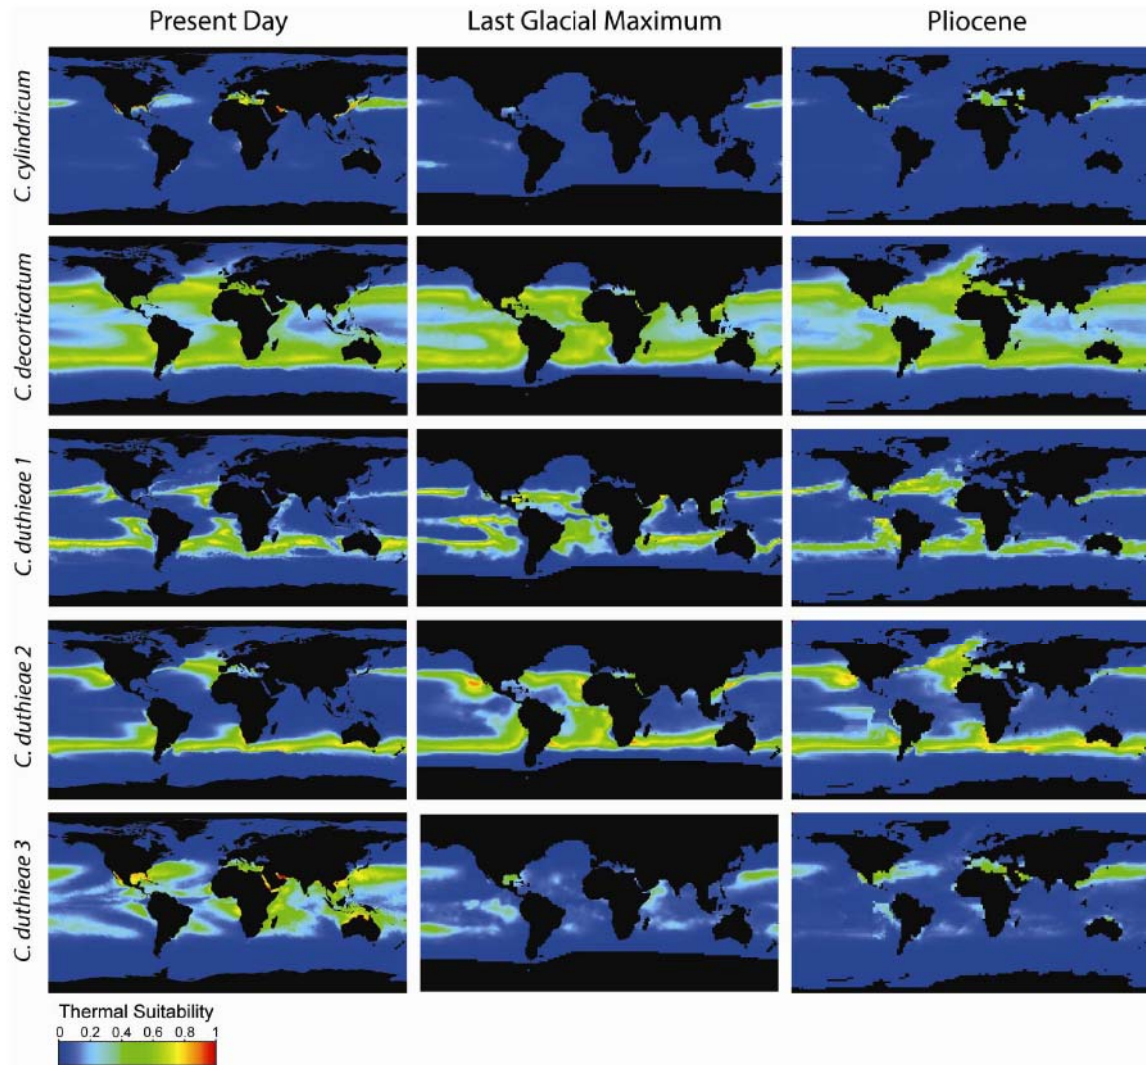 Present Day
Last Glacial Maximum
Pliocene
C. cylindricum
C. decorticatum
C. duthieae 1
C. duthieae 2
C. duthieae 3
Thermal Suitability
0 0.2 0.4 0.6 0.8 1